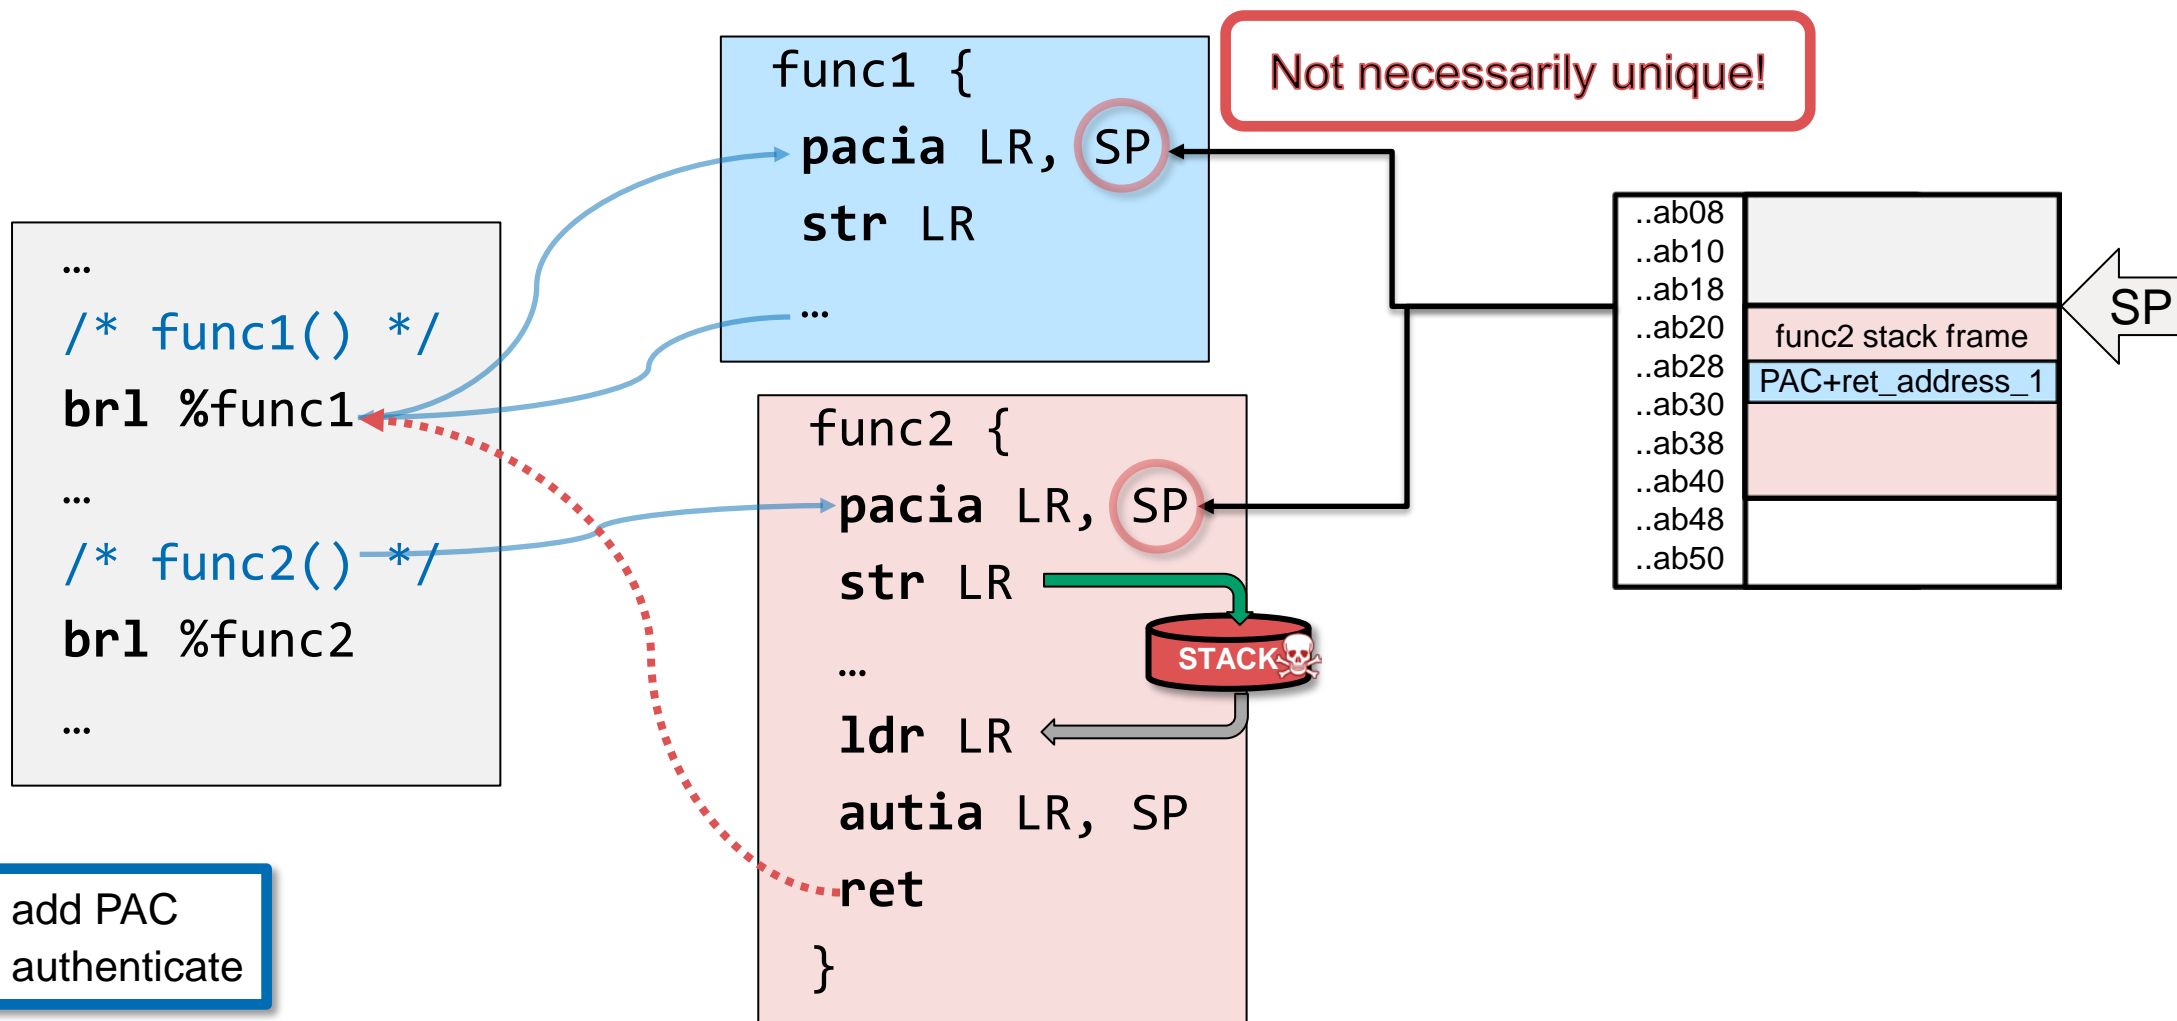 …
/* func1() */
brl %func1
…
/* func2() */
brl %func2
…
add PAC
authenticate
func1 {
pacia LR, SP
str LR
…
func2 {
pacia LR, SP
str LR
…
ldr LR
autia LR, SP
ret
}
STACK
Not necessarily unique!
..ab08
..ab10
..ab18
..ab20
..ab28
..ab30
..ab38
..ab40
..ab48
..ab50
func2 stack frame
PAC+ret_address_1
SP